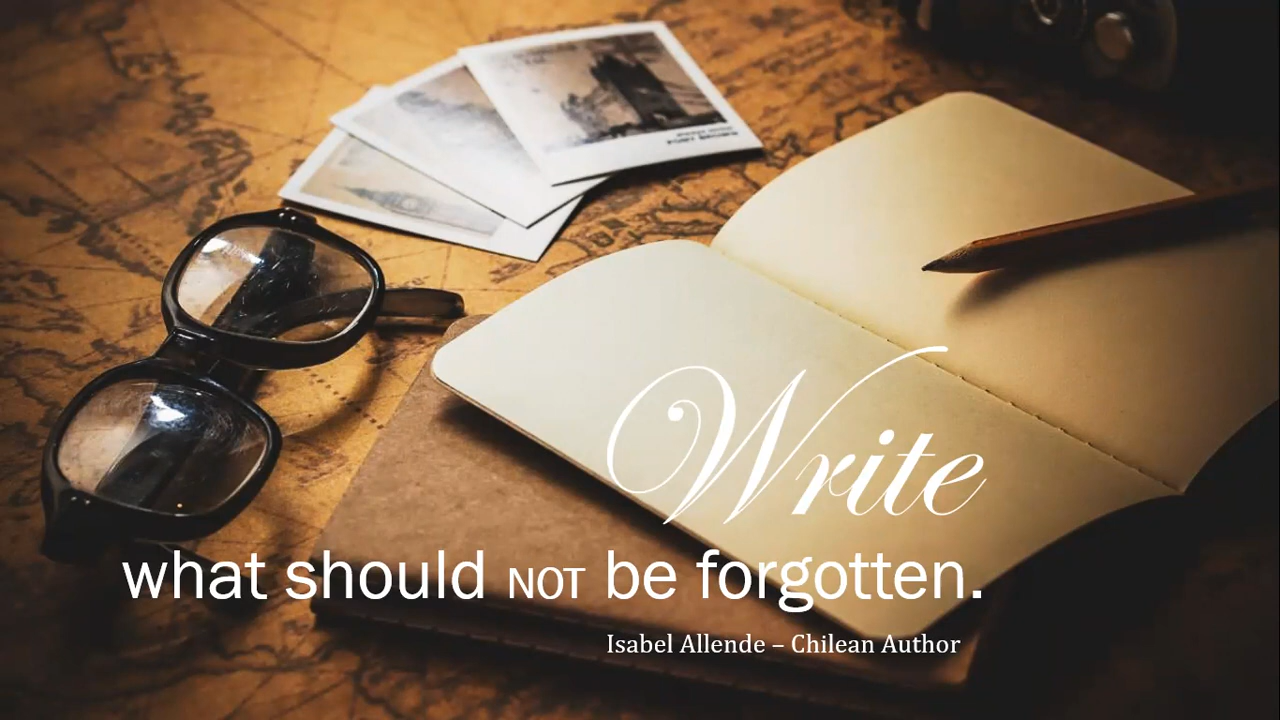 Write
what should NOT be forgotten.
Isabel Allende – Chilean Author